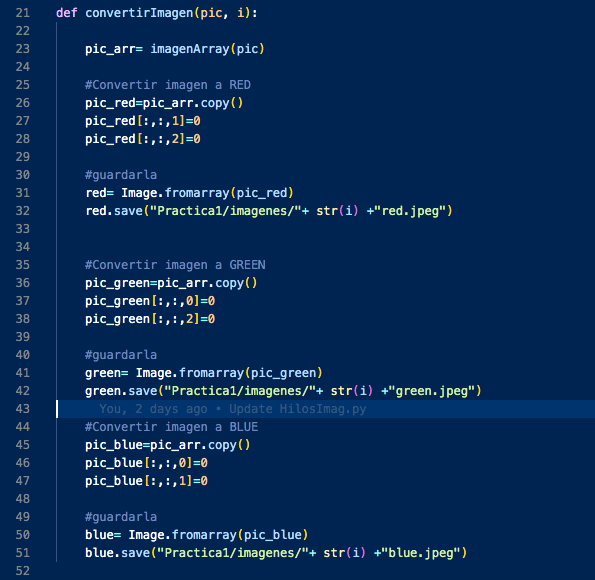 21 def convertirImagen(pic, i):
22
23 pic_arr= imagenArray(pic)
24
25 #Convertir imagen a RED
26 pic_red=pic_arr.copy()
27 pic_red[:,:,1]=0
28 pic_red[:,:,2]=0
29
30 #guardarla
31 red= Image.fromarray(pic_red)
32 red.save("Practica1/imagenes/"+ str(i) +"red.jpeg")
33
34
35 #Convertir imagen a GREEN
36 pic_green=pic_arr.copy()
37 pic_green[:,:,0]=0
38 pic_green[:,:,2]=0
39
40 #guardarla
41 green= Image.fromarray(pic_green)
42 green.save("Practica1/imagenes/"+ str(i) +"green.jpeg")
43 You, 2 days ago • Update HilosImag.py
44 #Convertir imagen a BLUE
45 pic_blue=pic_arr.copy()
46 pic_blue[:,:,0]=0
47 pic_blue[:,:,1]=0
48
49 #guardarla
50 blue= Image.fromarray(pic_blue)
51 blue.save("Practica1/imagenes/"+ str(i) +"blue.jpeg")
52